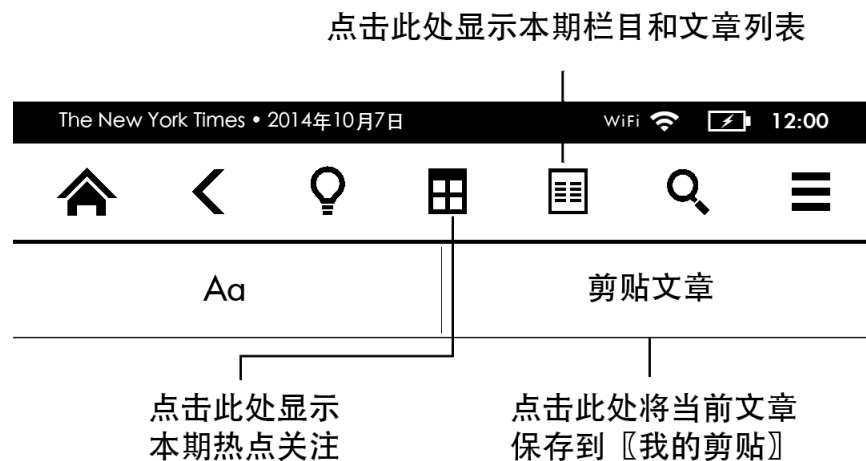 点击此处显示本期栏目和文章列表
The New York Times • 2014年10月7日 WiFi 12:00
Aa 剪贴文章
点击此处显示 点击此处将当前文章
本期热点关注 保存到〖我的剪贴〗